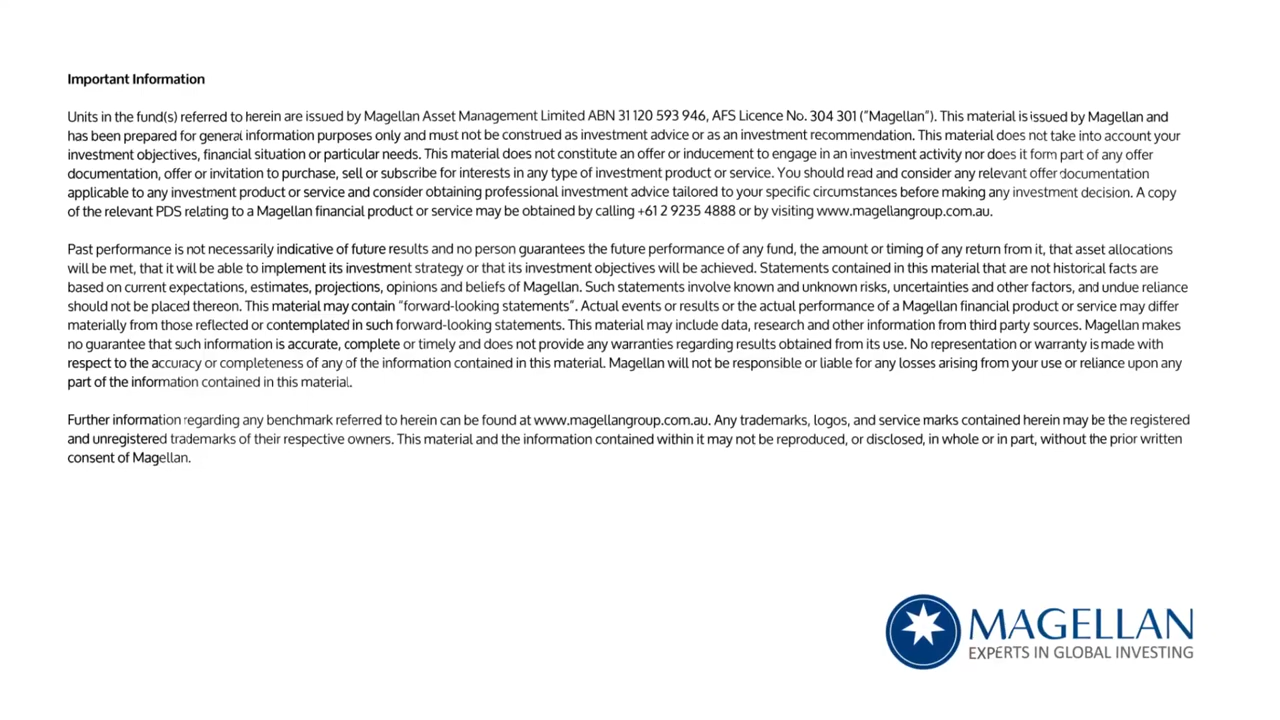 Important Information
Units in the fund(s) referred to herein are issued by Magellan Asset Management Limited ABN 31 120 593 946, AFS Licence No. 304 301 (“Magellan”). This material is issued by Magellan and
has been prepared for general information purposes only and must not be construed as investment advice or as an investment recommendation. This material does not take into account your
investment objectives, financial situation or particular needs. This material does not constitute an offer or inducement to engage in an investment activity nor does it form part of any offer
documentation, offer or invitation to purchase, sell or subscribe for interests in any type of investment product or service. You should read and consider any relevant offer documentation
applicable to any investment product or service and consider obtaining professional investment advice tailored to your specific circumstances before making any investment decision. A copy
of the relevant PDS relating to a Magellan financial product or service may be obtained by calling +61 2 9235 4888 or by visiting www.magellangroup.com.au.
Past performance is not necessarily indicative of future results and no person guarantees the future performance of any fund, the amount or timing of any return from it, that asset allocations
will be met, that it will be able to implement its investment strategy or that its investment objectives will be achieved. Statements contained in this material that are not historical facts are
based on current expectations, estimates, projections, opinions and beliefs of Magellan. Such statements involve known and unknown risks, uncertainties and other factors, and undue reliance
should not be placed thereon. This material may contain “forward-looking statements”. Actual events or results or the actual performance of a Magellan financial product or service may differ
materially from those reflected or contemplated in such forward-looking statements. This material may include data, research and other information from third party sources. Magellan makes
no guarantee that such information is accurate, complete or timely and does not provide any warranties regarding results obtained from its use. No representation or warranty is made with
respect to the accuracy or completeness of any of the information contained in this material. Magellan will not be responsible or liable for any losses arising from your use or reliance upon any
part of the information contained in this material.
Further information regarding any benchmark referred to herein can be found at www.magellangroup.com.au. Any trademarks, logos, and service marks contained herein may be the registered
and unregistered trademarks of their respective owners. This material and the information contained within it may not be reproduced, or disclosed, in whole or in part, without the prior written
consent of Magellan.
MAGELLAN
EXPERTS IN GLOBAL INVESTING